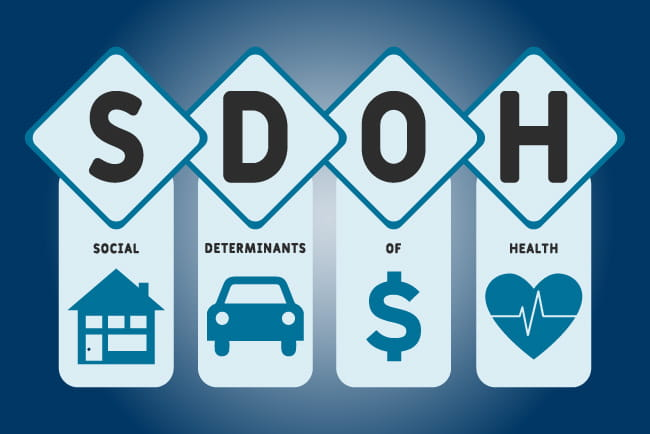 S D O H
SOCIAL DETERMINANTS OF HEALTH
$